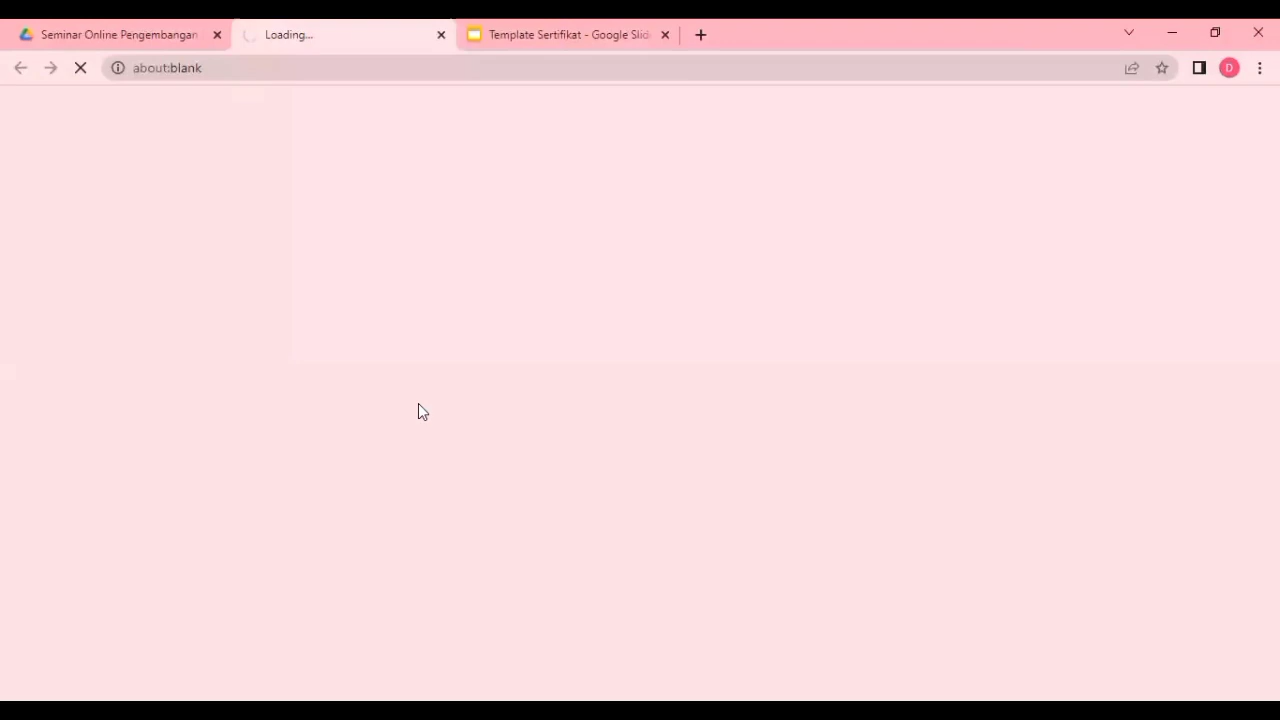 Seminar Online Pengembangan
Loading...
Template Sertifikat - Google Slid
about:blank
D